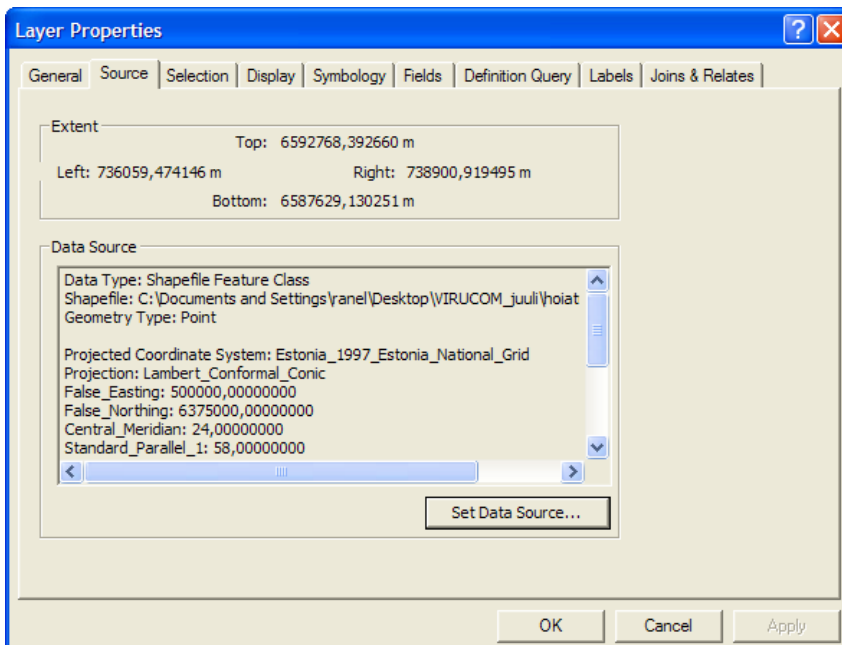 Layer Properties
General Source Selection Display Symbology Fields Definition Query Labels Joins & Relates
Extent
Top: 6592768,392660 m
Left: 736059,474146 m Right: 738900,919495 m
Bottom: 6587629,130251 m
Data Source
Data Type: Shapefile Feature Class
Shapefile: C:\Documents and Settings\ranel\Desktop\VIRUCOM_juuli\hoiat
Geometry Type: Point
Projected Coordinate System: Estonia_1997_Estonia_National_Grid
Projection: Lambert_Conformal_Conic
False_Easting: 500000,00000000
False_Northing: 6375000,00000000
Central_Meridian: 24,00000000
Standard_Parallel_1: 58,00000000
Set Data Source...
OK Cancel Apply